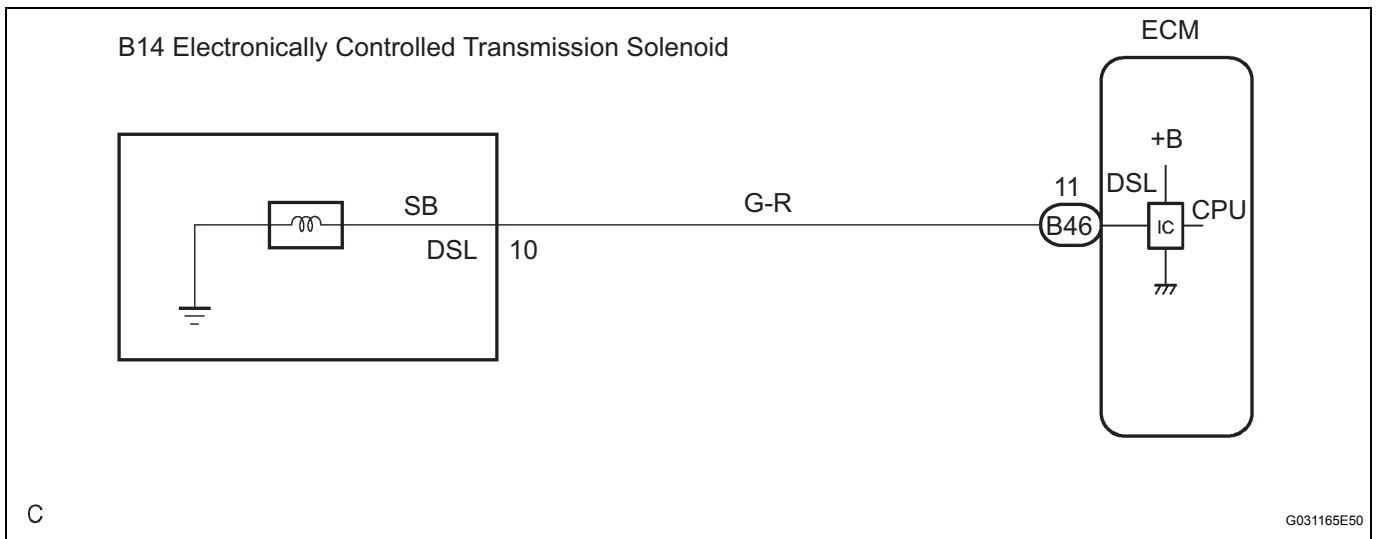 ECM
B14 Electronically Controlled Transmission Solenoid
+B
11 DSL
SB G-R CPU
B46 IC
DSL 10
C
G031165E50